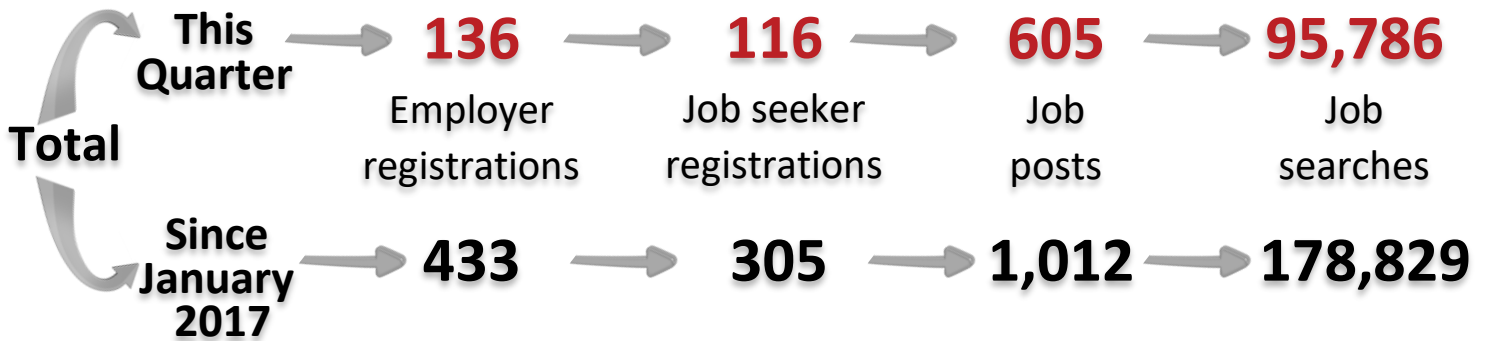 Total
This
Quarter
136
116
605
95,786
Employer
registrations
Job seeker
registrations
Job
posts
Job
searches
Since
January
2017
433
305
1,012
178,829